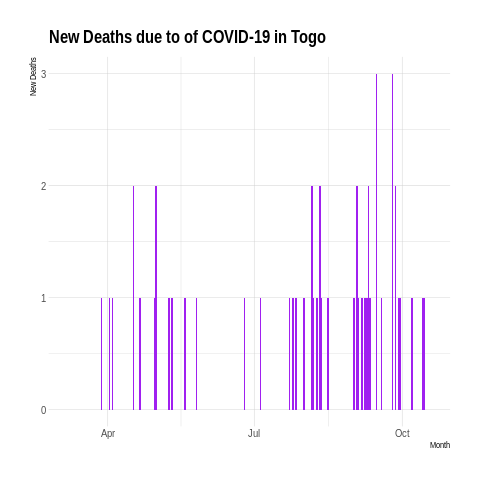 New Deaths due to of COVID-19 in Togo
New Deaths
3
2
1
0
Apr
Jul
Oct
Month